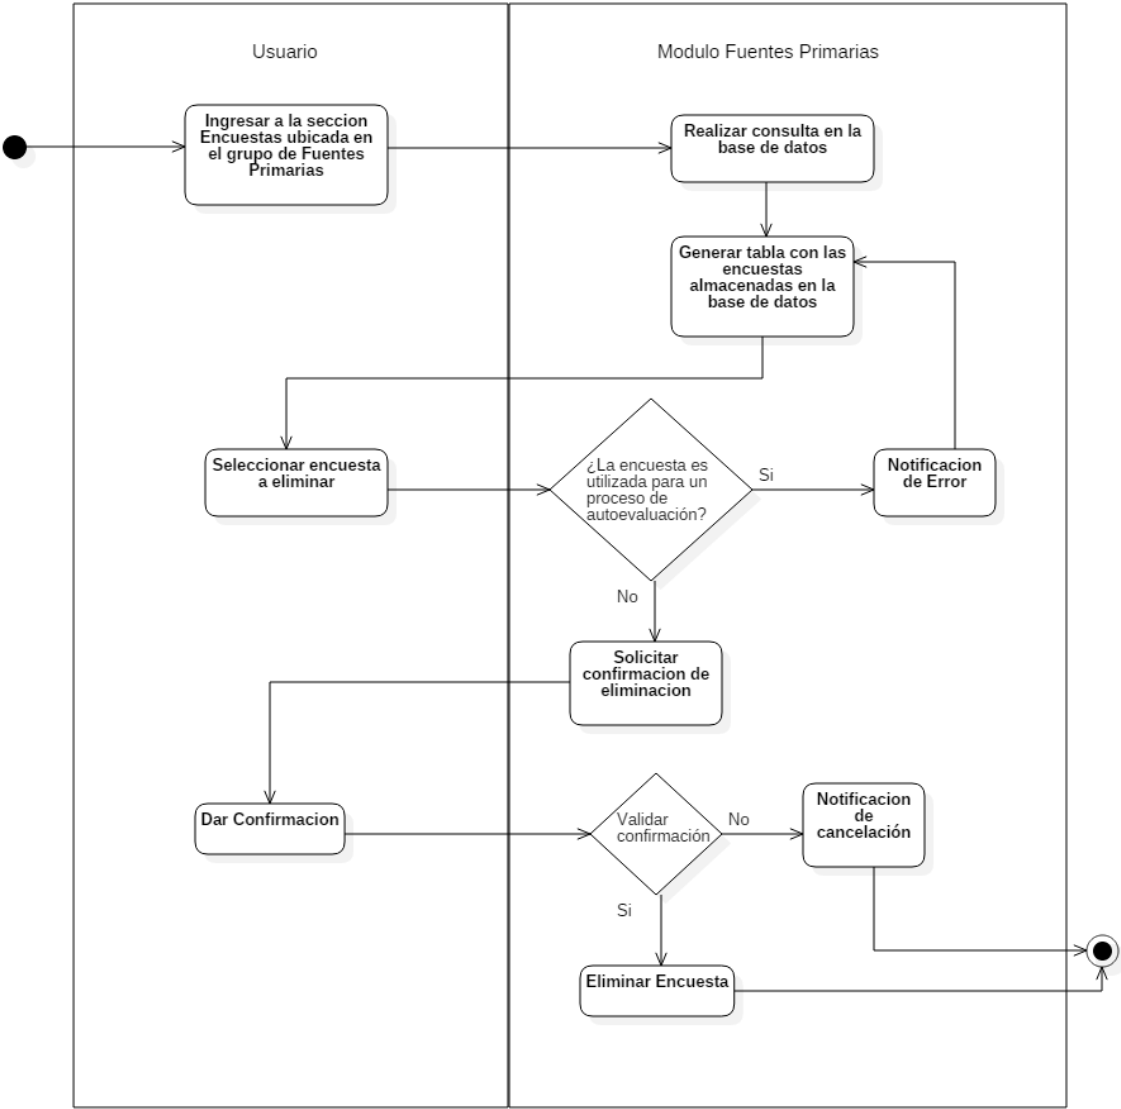 Usuario
Modulo Fuentes Primarias
Ingresar a la seccion
Encuestas ubicada en
el grupo de Fuentes
Primarias
Realizar consulta en la
base de datos
Generar tabla con las
encuestas
almacenadas en la
base de datos
Seleccionar encuesta
a eliminar
¿La encuesta es
utilizada para un
proceso de
autoevalución?
Si
Notificacion
de Error
No
Solicitar
confirmacion de
eliminacion
Dar Confirmacion
Validar
confirmación
No
Notificacion
de
cancelación
Si
Eliminar Encuesta